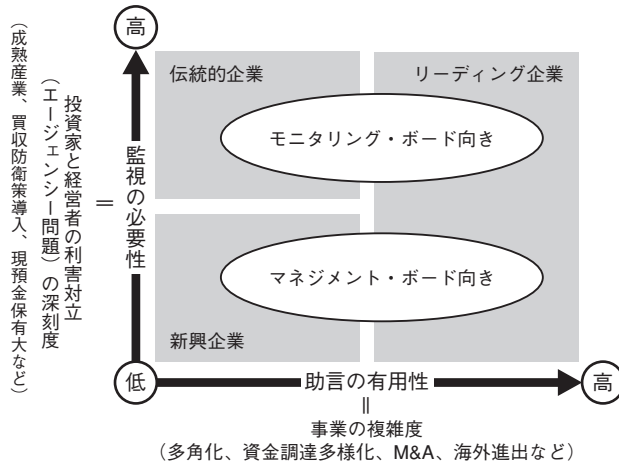 高
伝統的企業
リーディング企業
モニタリング・ボード向き
監視の必要性
＝
投資家と経営者の利害対立
（エージェンシー問題）の深刻度
（成熟産業、買収防衛策導入、現預金保有大など）
マネジメント・ボード向き
新興企業
低
助言の有用性
高
＝
事業の複雑度
（多角化、資金調達多様化、M&A、海外進出など）